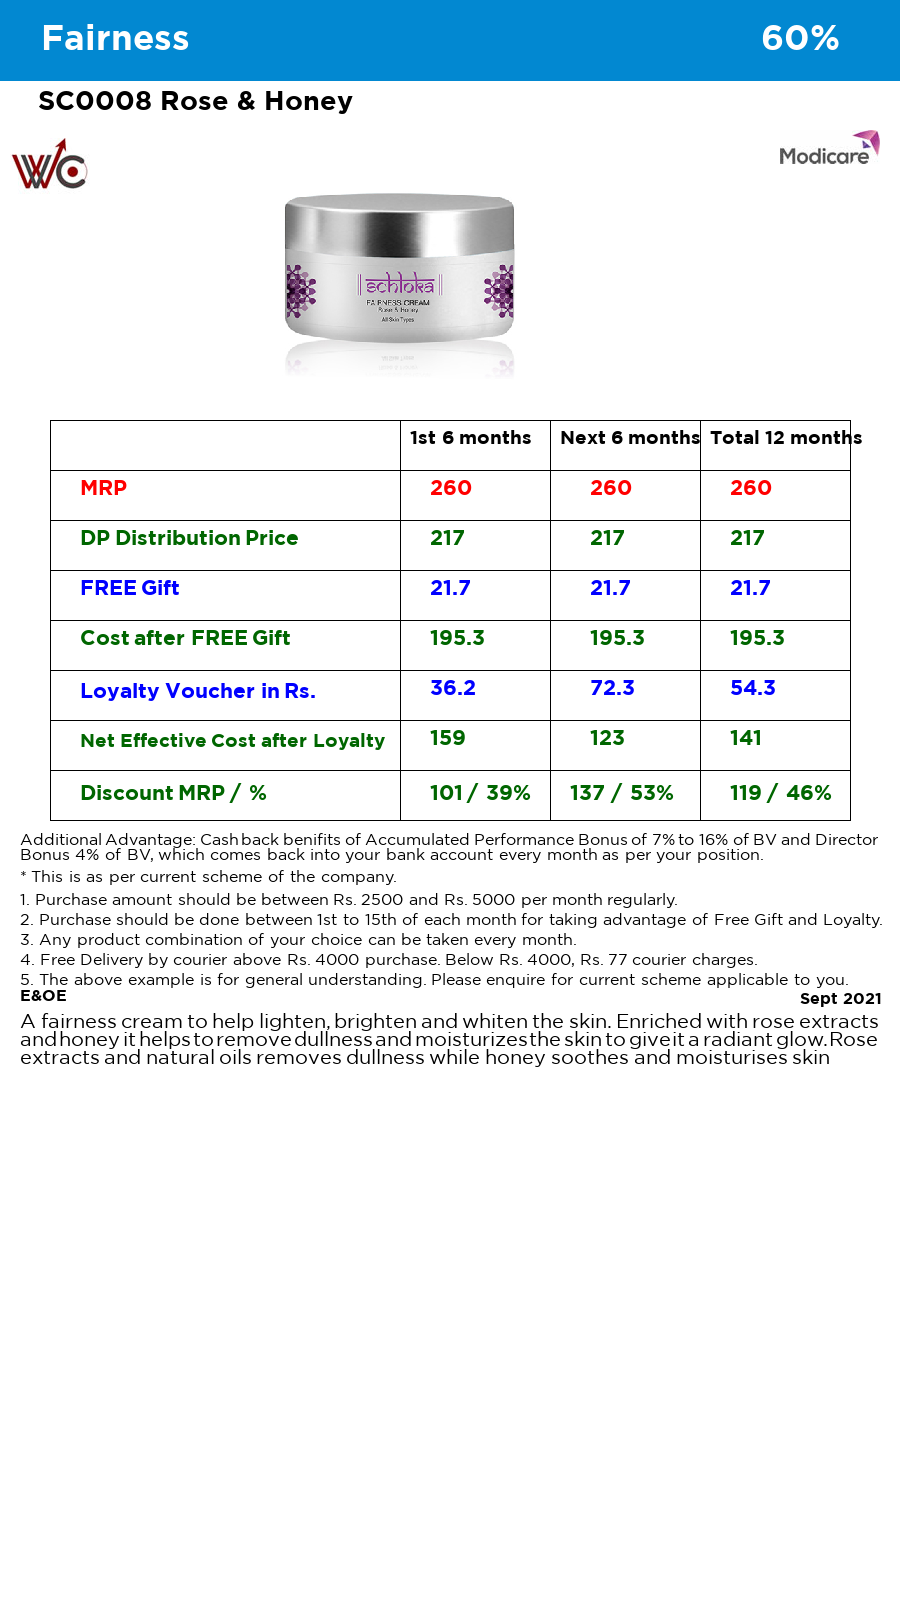 Fairness 60%
SC0008 Rose & Honey
WC
Modicare
schloka
FAIRNESS CREAM
Rose & Honey
All Skin Types
1st 6 months Next 6 months Total 12 months
MRP 260 260 260
DP Distribution Price 217 217 217
FREE Gift 21.7 21.7 21.7
Cost after FREE Gift 195.3 195.3 195.3
Loyalty Voucher in Rs. 36.2 72.3 54.3
Net Effective Cost after Loyalty 159 123 141
Discount MRP / % 101 / 39% 137 / 53% 119 / 46%
Additional Advantage: Cash back benifits of Accumulated Performance Bonus of 7% to 16% of BV and Director
Bonus 4% of BV, which comes back into your bank account every month as per your position.
* This is as per current scheme of the company.
1. Purchase amount should be between Rs. 2500 and Rs. 5000 per month regularly.
2. Purchase should be done between 1st to 15th of each month for taking advantage of Free Gift and Loyalty.
3. Any product combination of your choice can be taken every month.
4. Free Delivery by courier above Rs. 4000 purchase. Below Rs. 4000, Rs. 77 courier charges.
5. The above example is for general understanding. Please enquire for current scheme applicable to you.
E&OE Sept 2021
A fairness cream to help lighten, brighten and whiten the skin. Enriched with rose extracts
and honey it helps to remove dullness and moisturizes the skin to give it a radiant glow. Rose
extracts and natural oils removes dullness while honey soothes and moisturises skin